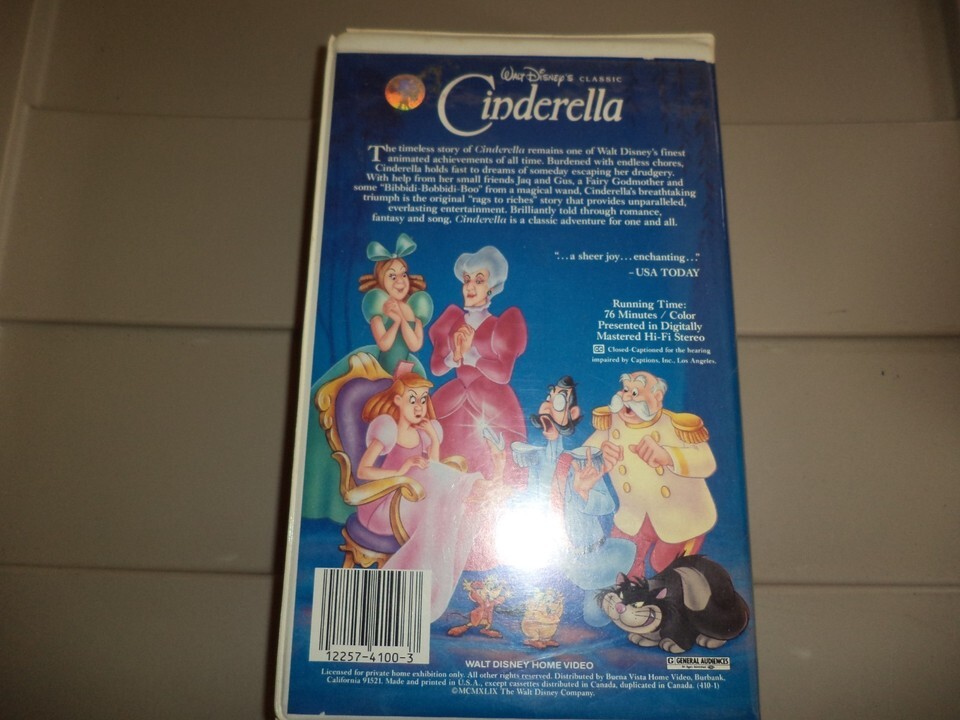 WALT DISNEY'S CLASSIC
Cinderella
The timeless story of Cinderella remains one of Walt Disney's finest
animated achievements of all time. Burdened with endless chores,
Cinderella holds fast to dreams of someday escaping her drudgery.
With help from her small friends Jaq and Gus, a Fairy Godmother and
some "Bibbidi-Bobbidi-Boo" from a magical wand, Cinderella's breathtaking
triumph is the original "rags to riches" story that provides unparalleled,
everlasting entertainment. Brilliantly told through romance,
fantasy and song, Cinderella is a classic adventure for one and all.
"...a sheer joy...enchanting..."
–USA TODAY
Running Time:
76 Minutes / Color
Presented in Digitally
Mastered Hi-Fi Stereo
CC Closed-Captioned for the hearing
impaired by Captions, Inc., Los Angeles.
12257-4100-3
WALT DISNEY HOME VIDEO
G GENERAL AUDIENCES
Licensed for private home exhibition only. All other rights reserved. Distributed by Buena Vista Home Video, Burbank,
California 91521. Made and printed in U.S.A., except cassettes distributed in Canada, duplicated in Canada. (410-1)
©MCMXLIX The Walt Disney Company.